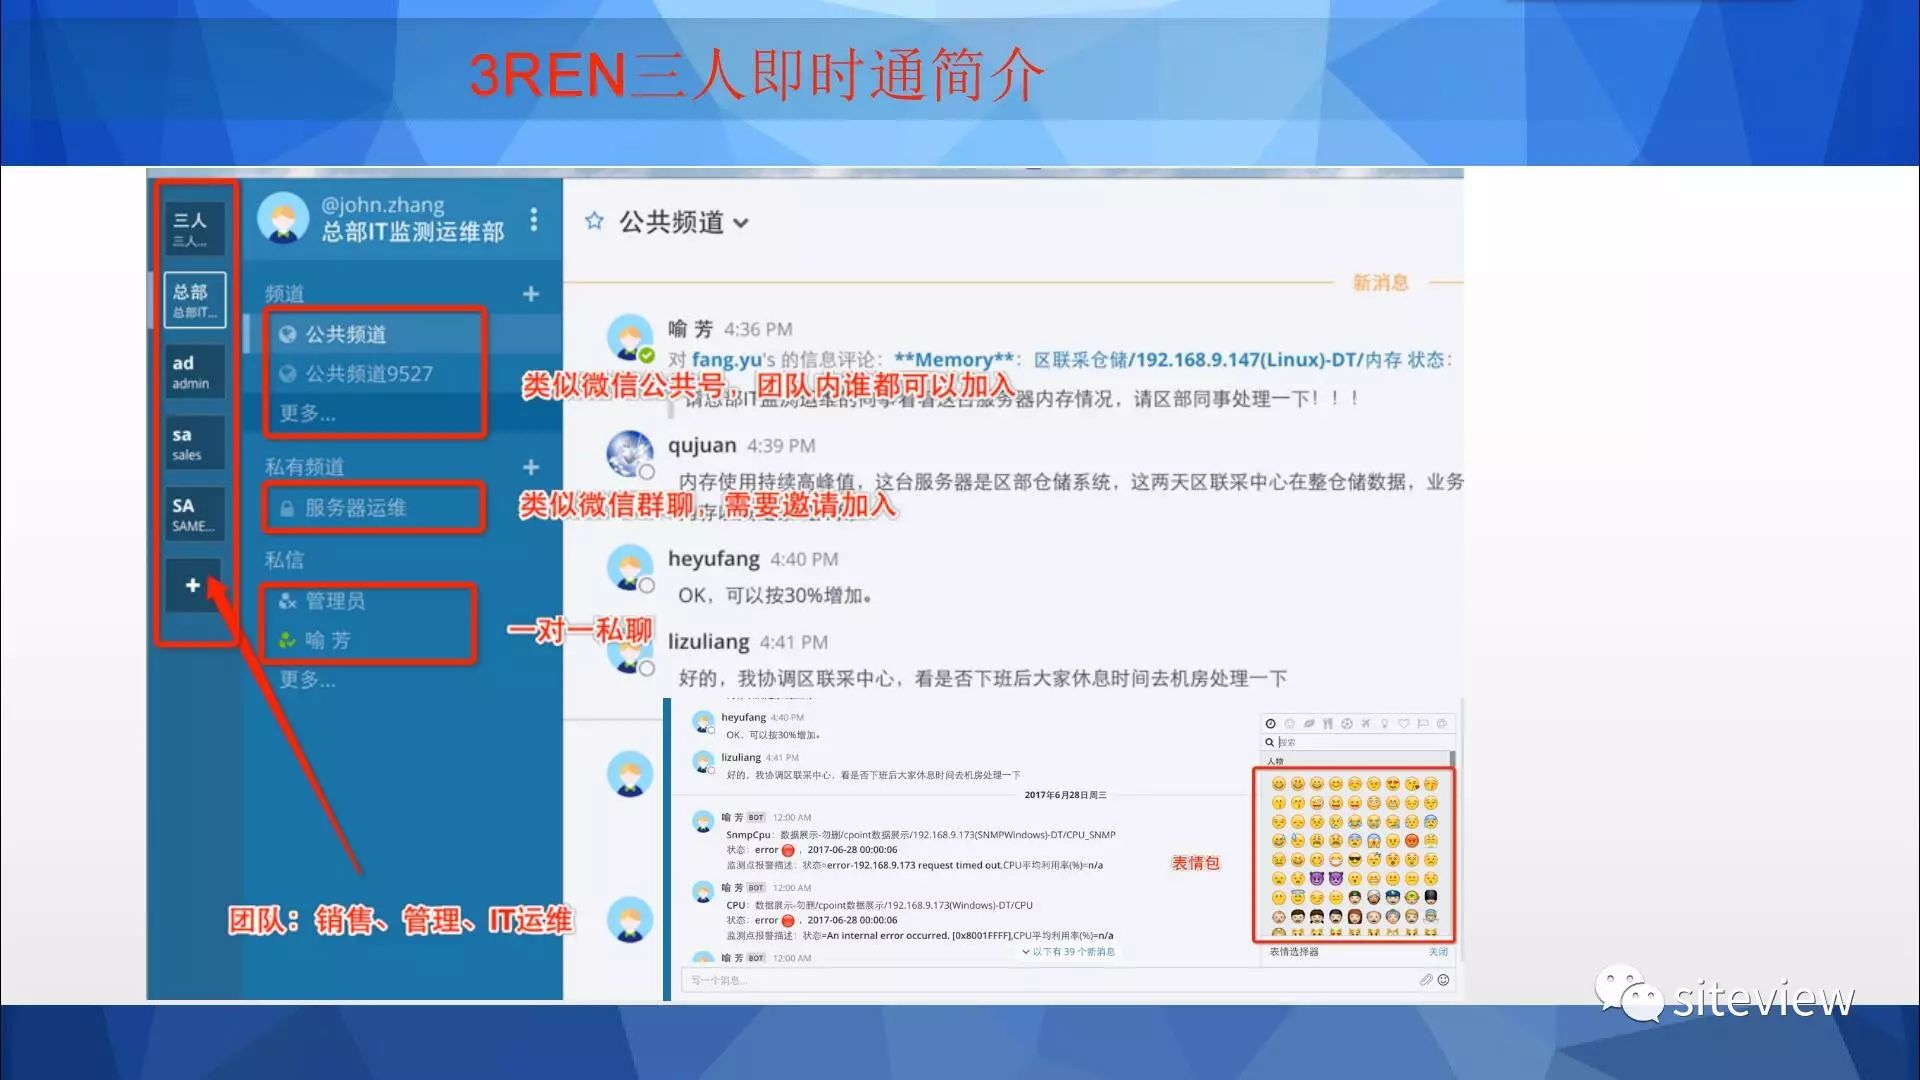 3REN三人即时通简介
三人
三人...
总部
总部IT...
ad
admin
sa
sales
SA
SAME...
+
@john.zhang
总部IT监测运维部
频道
+
公共频道
公共频道9527
更多...
私有频道
+
服务器运维
私信
管理员
喻 芳
更多...
团队：销售、管理、IT运维
公共频道
新消息
喻 芳 4:36 PM
对 fang.yu's 的信息评论：**Memory**：区联采仓储/192.168.9.147(Linux)-DT/内存 状态：
类似微信公共号，团队内谁都可以加入
请总部IT监测运维的同事看看这台服务器内存情况，请区部同事处理一下！！！
qujuan 4:39 PM
内存使用持续高峰值，这台服务器是区部仓储系统，这两天区联采中心在整仓储数据，业务
类似微信群聊，需要邀请加入
heyufang 4:40 PM
OK，可以按30%增加。
一对一私聊
lizuliang 4:41 PM
好的，我协调区联采中心，看是否下班后大家休息时间去机房处理一下
heyufang 4:40 PM
OK，可以按30%增加。
lizuliang 4:41 PM
好的，我协调区联采中心，看是否下班后大家休息时间去机房处理一下
2017年6月28日周三
喻 芳 BOT 12:00 AM
SnmpCpu：数据展示-勿删/cpoint数据展示/192.168.9.173(SNMPWindows)-DT/CPU_SNMP
状态：error ，2017-06-28 00:00:06
监测点报警描述：状态=error-192.168.9.173 request timed out,CPU平均利用率(%)=n/a
喻 芳 BOT 12:00 AM
CPU：数据展示-勿删/cpoint数据展示/192.168.9.173(Windows)-DT/CPU
状态：error ，2017-06-28 00:00:06
监测点报警描述：状态=An internal error occurred. [0x8001FFFF],CPU平均利用率(%)=n/a
喻 芳 BOT 12:00 AM
以下有 39 个新消息
写一个消息...
搜索
人物
表情包
表情选择器
关闭
siteview